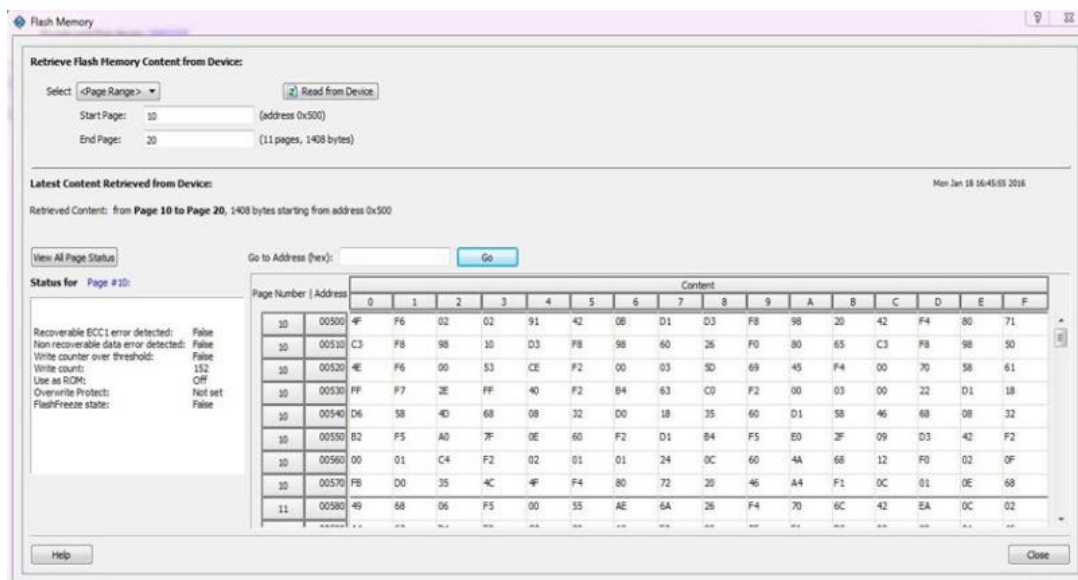 Flash Memory
Retrieve Flash Memory Content from Device:
Select <Page Range> Read from Device
Start Page: 10 (address 0x500)
End Page: 20 (11 pages, 1408 bytes)
Latest Content Retrieved from Device: Mon Jan 18 16:45:55 2016
Retrieved Content: from Page 10 to Page 20, 1408 bytes starting from address 0x500
View All Page Status Go to Address (hex): Go
Status for Page #10:
Recoverable ECC1 error detected: False
Non recoverable data error detected: False
Write counter over threshold: False
Write count: 152
Use as ROM: Off
Overwrite Protect: Not set
FlashFreeze state: False
Page Number | Address Content
0 1 2 3 4 5 6 7 8 9 A B C D E F
10 00500 4F F6 02 02 91 42 0B D1 D3 F8 98 20 42 F4 80 71
10 00510 C3 F8 98 10 D3 F8 98 60 26 F0 80 65 C3 F8 98 50
10 00520 4E F6 00 53 CE F2 00 03 5D 69 45 F4 00 70 58 61
10 00530 FF F7 2E FF 40 F2 B4 63 C0 F2 00 03 00 22 D1 18
10 00540 D6 58 4D 68 08 32 D0 18 35 60 D1 58 46 68 08 32
10 00550 B2 F5 A0 7F 0E 60 F2 D1 B4 F5 E0 2F 09 D3 42 F2
10 00560 00 01 C4 F2 02 01 01 24 0C 60 4A 68 12 F0 02 0F
10 00570 FB D0 35 4C 4F F4 80 72 20 46 A4 F1 0C 01 0E 68
11 00580 49 68 06 F5 00 55 AE 6A 26 F4 70 6C 42 EA 0C 02
Help Close